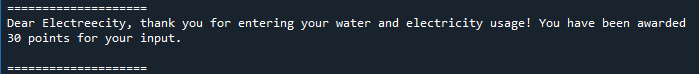 ====================
Dear Electreecity, thank you for entering your water and electricity usage! You have been awarded
30 points for your input.
====================